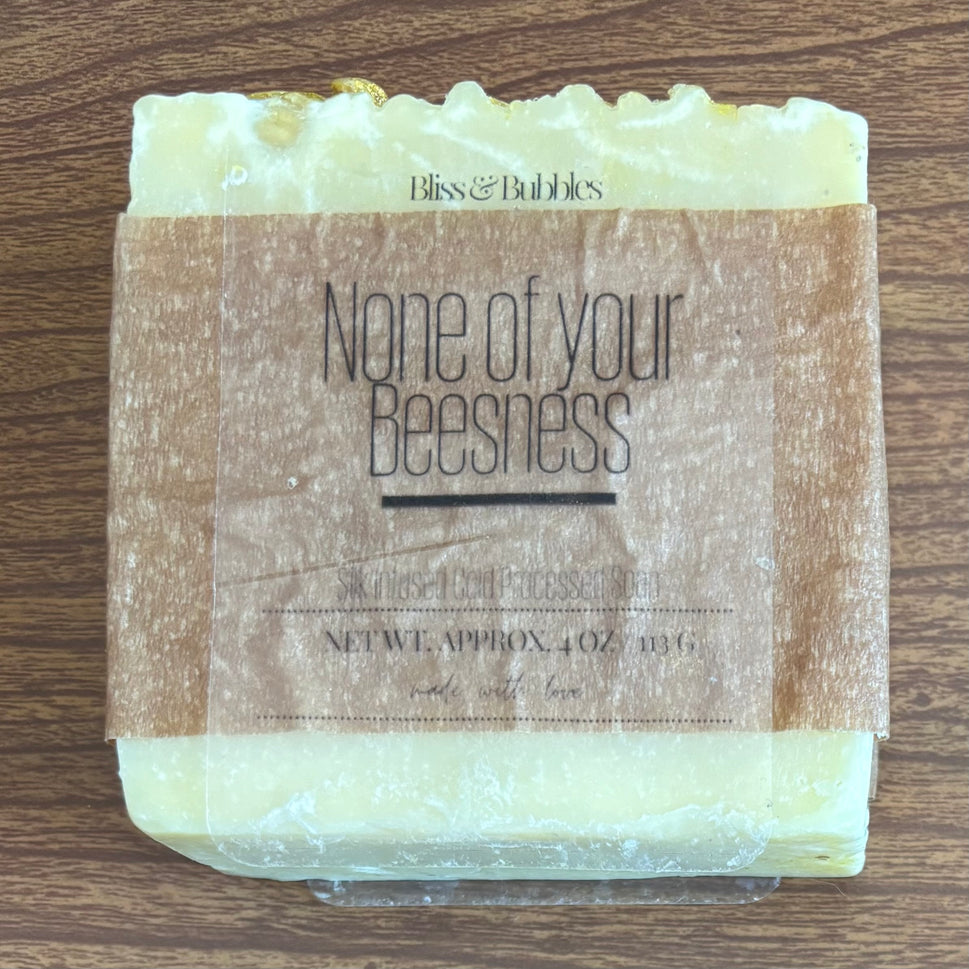 Bliss & Bubbles
None of your
Beesness
Silk Infused Cold Processed Soap
NET WT. APPROX. 4 OZ / 113 G
made with love